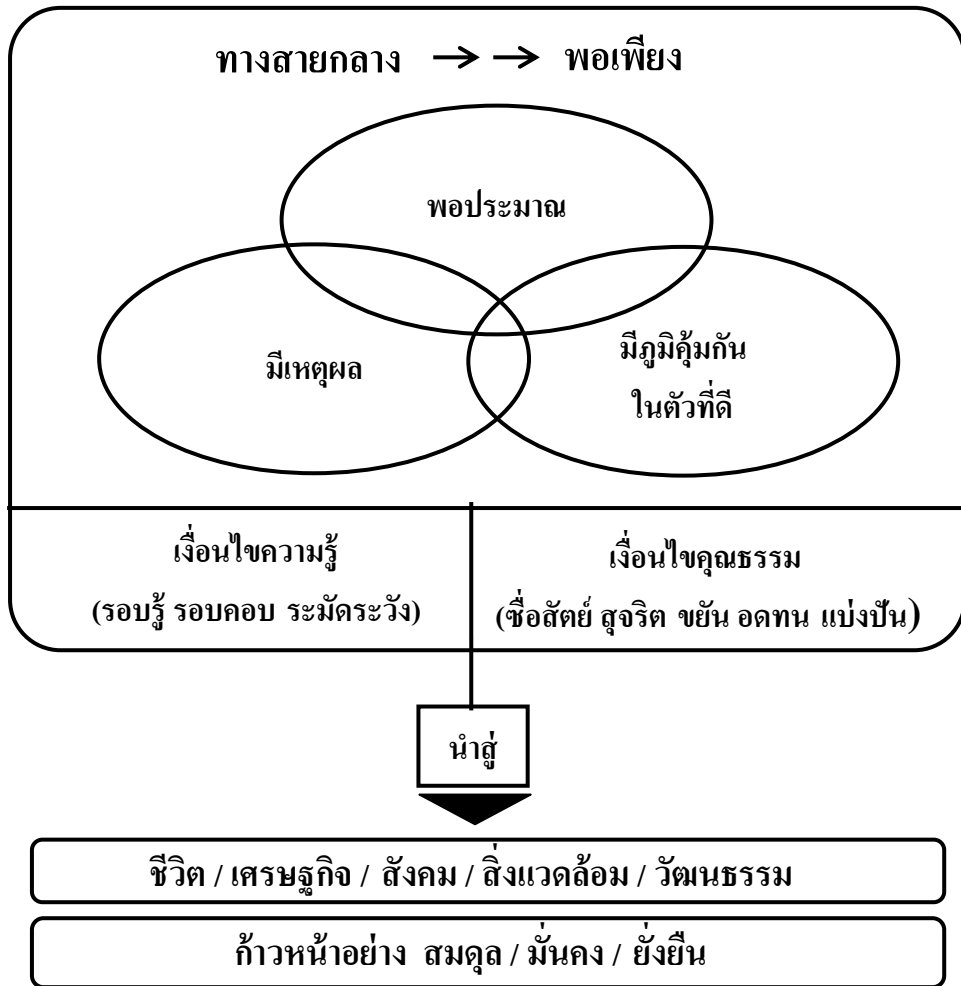 ทางสายกลาง → → พอเพียง
พอประมาณ
มีเหตุผล
มีภูมิคุ้มกัน
ในตัวที่ดี
เงื่อนไขความรู้
(รอบรู้ รอบคอบ ระมัดระวัง)
เงื่อนไขคุณธรรม
(ซื่อสัตย์ สุจริต ขยัน อดทน แบ่งปัน)
นำสู่
ชีวิต / เศรษฐกิจ / สังคม / สิ่งแวดล้อม / วัฒนธรรม
ก้าวหน้าอย่าง สมดุล / มั่นคง / ยั่งยืน